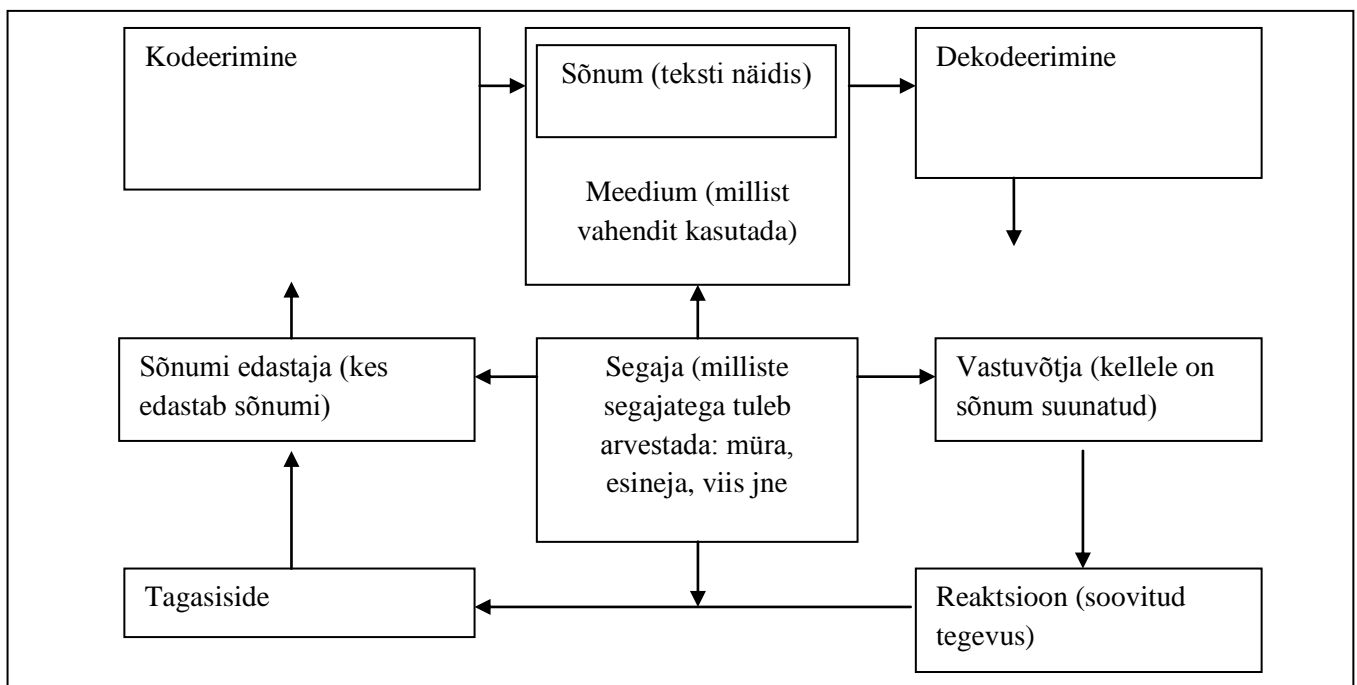 Kodeerimine
Sõnum (teksti näidis)
Meedium (millist
vahendit kasutada)
Dekodeerimine
Sõnumi edastaja (kes
edastab sõnumi)
Segaja (milliste
segajatega tuleb
arvestada: müra,
esineja, viis jne
Vastuvõtja (kellele on
sõnum suunatud)
Tagasiside
Reaktsioon (soovitud
tegevus)